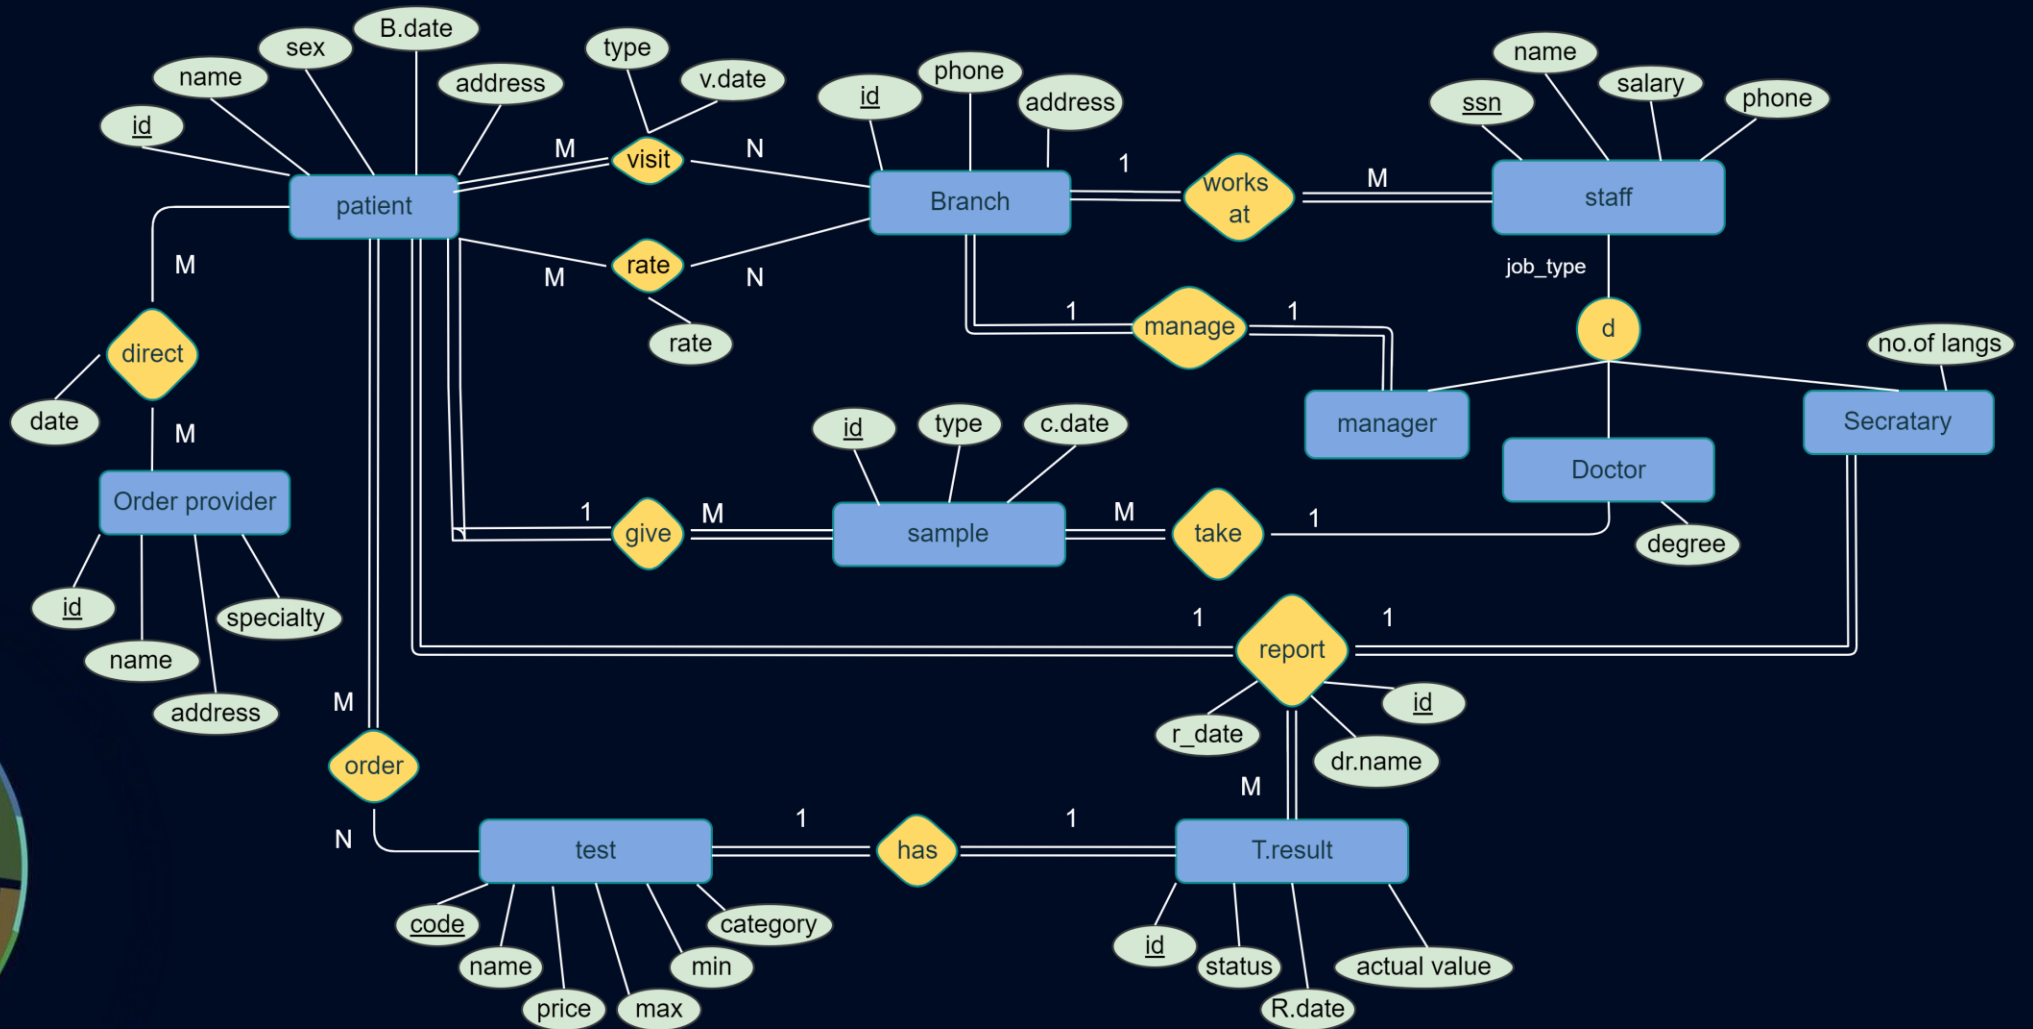 B.date
sex
type
name
address
v.date
id
phone
id
address
name
salary
ssn
phone
M
visit
N
1
works
at
M
patient
Branch
staff
M
rate
M
N
job_type
rate
1
manage
1
d
no.of langs
direct
date
M
id
type
c.date
manager
Secratary
Doctor
Order provider
1
give
M
sample
M
take
1
degree
id
specialty
name
address
1
report
1
id
r_date
dr.name
M
order
M
N
test
1
has
1
T.result
code
category
name
min
price
max
id
status
actual value
R.date